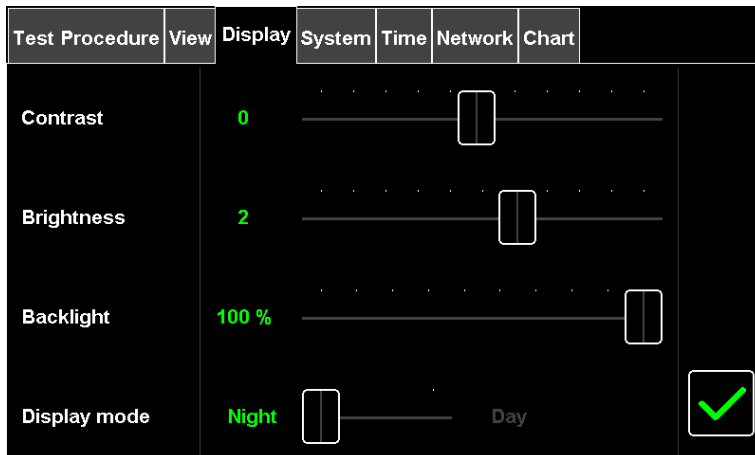 Test Procedure View Display System Time Network Chart
Contrast 0
Brightness 2
Backlight 100 %
Display mode Night Day